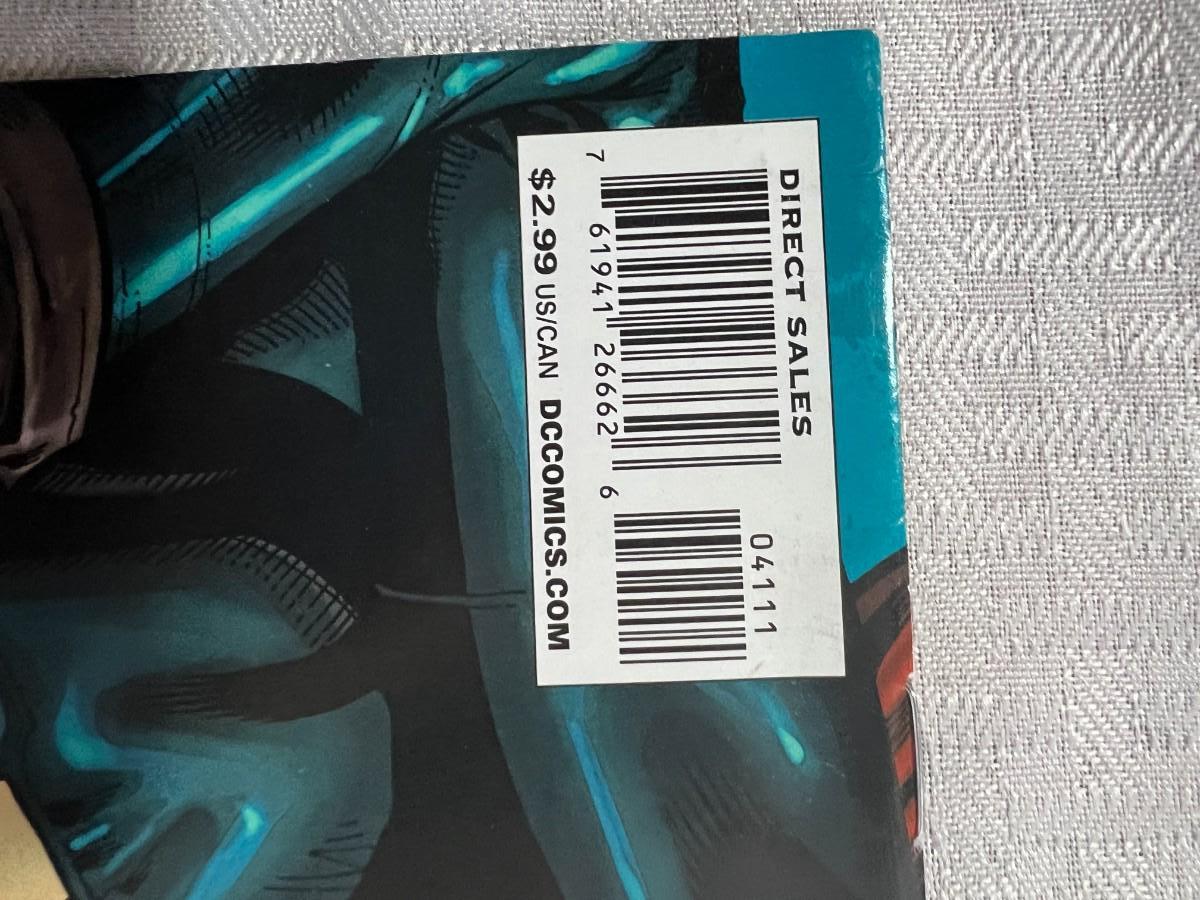 DIRECT SALES
7 61941 26662 6
04111
$2.99 US/CAN DCCOMICS.COM